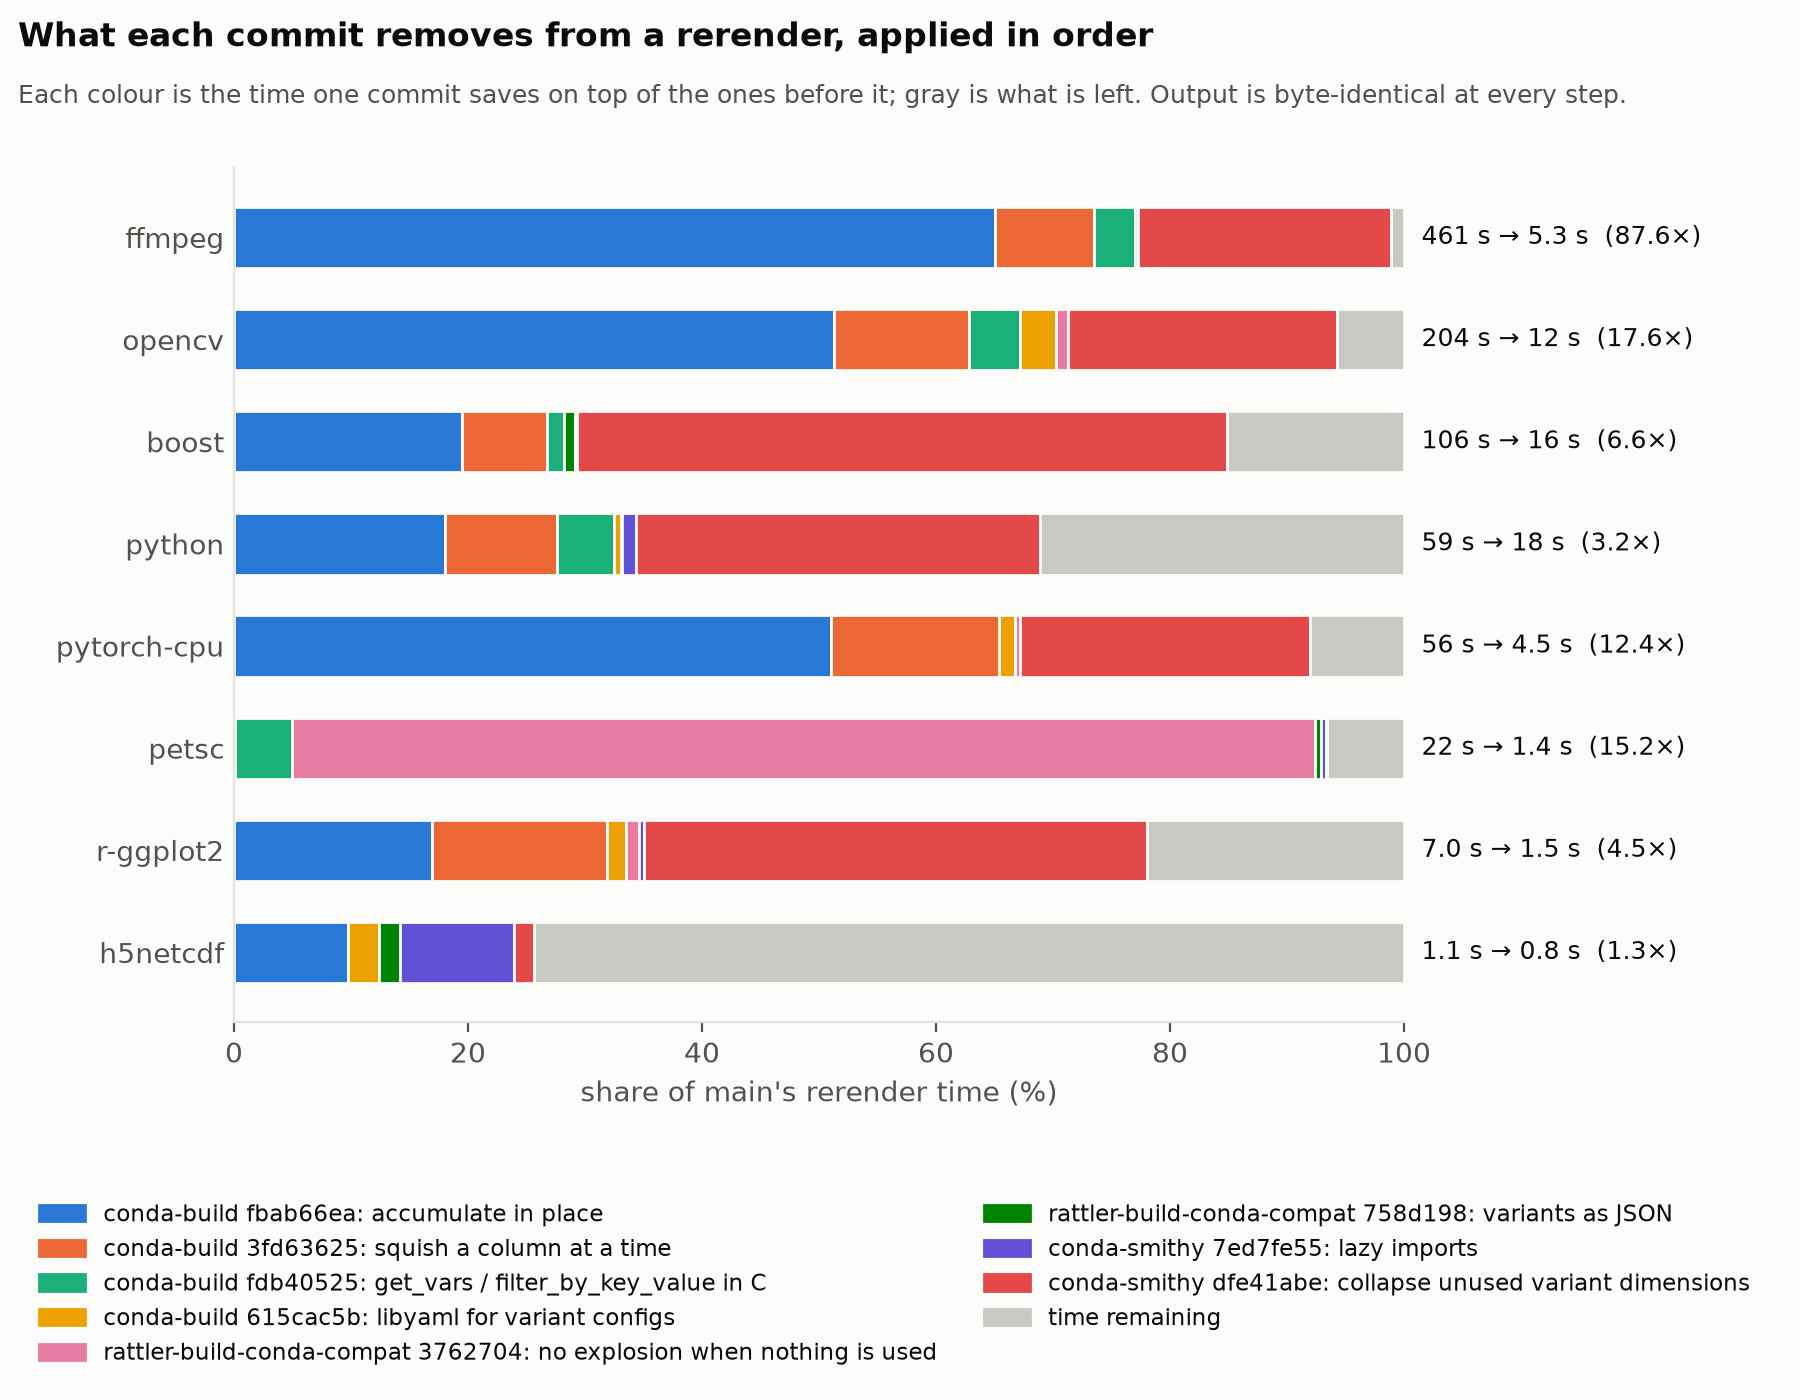 What each commit removes from a rerender, applied in order
Each colour is the time one commit saves on top of the ones before it; gray is what is left. Output is byte-identical at every step.
ffmpeg
461 s → 5.3 s (87.6×)
opencv
204 s → 12 s (17.6×)
boost
106 s → 16 s (6.6×)
python
59 s → 18 s (3.2×)
pytorch-cpu
56 s → 4.5 s (12.4×)
petsc
22 s → 1.4 s (15.2×)
r-ggplot2
7.0 s → 1.5 s (4.5×)
h5netcdf
1.1 s → 0.8 s (1.3×)
0 20 40 60 80 100
share of main's rerender time (%)
conda-build fbab66ea: accumulate in place
conda-build 3fd63625: squish a column at a time
conda-build fdb40525: get_vars / filter_by_key_value in C
conda-build 615cac5b: libyaml for variant configs
rattler-build-conda-compat 3762704: no explosion when nothing is used
rattler-build-conda-compat 758d198: variants as JSON
conda-smithy 7ed7fe55: lazy imports
conda-smithy dfe41abe: collapse unused variant dimensions
time remaining